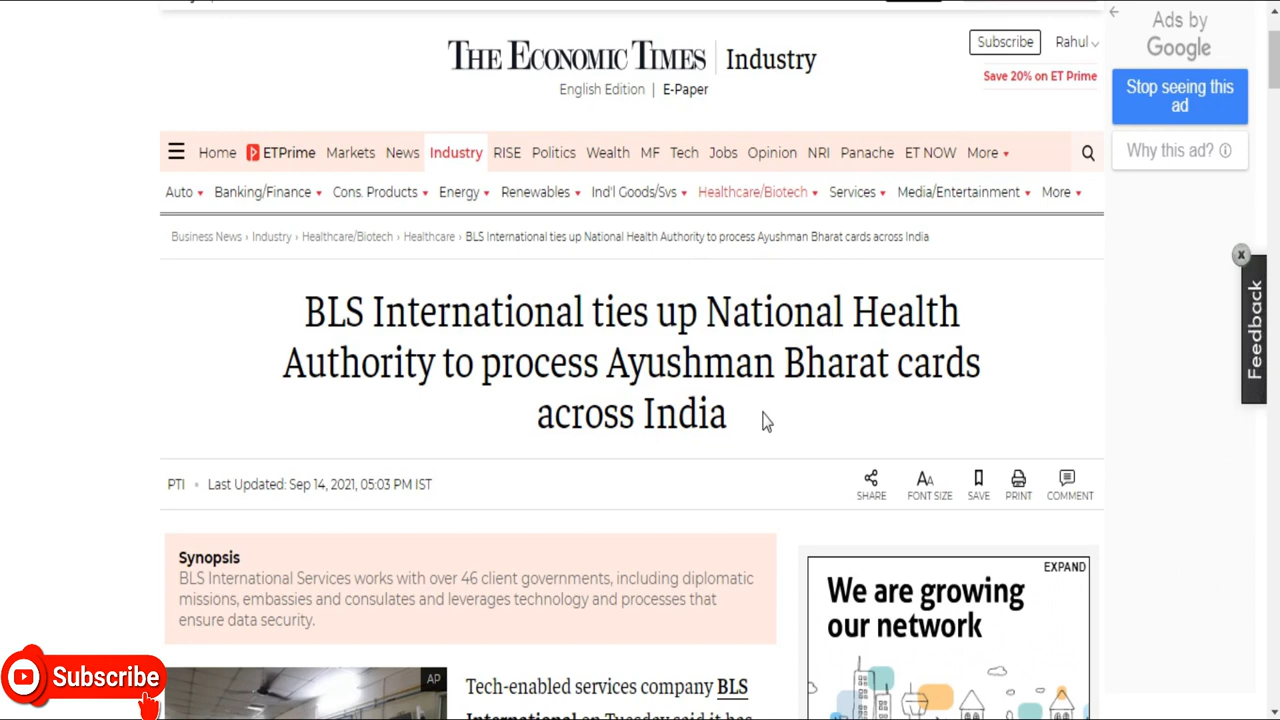 THE ECONOMIC TIMES | Industry
Subscribe
Rahul
English Edition | E-Paper
Save 20% on ET Prime
Ads by
Google
Stop seeing this
ad
Why this ad?
Home ETPrime Markets News Industry RISE Politics Wealth MF Tech Jobs Opinion NRI Panache ET NOW More
Auto Banking/Finance Cons. Products Energy Renewables Ind'l Goods/Svs Healthcare/Biotech Services Media/Entertainment More
Business News › Industry › Healthcare/Biotech › Healthcare › BLS International ties up National Health Authority to process Ayushman Bharat cards across India
BLS International ties up National Health
Authority to process Ayushman Bharat cards
across India
Feedback
PTI • Last Updated: Sep 14, 2021, 05:03 PM IST
SHARE
FONT SIZE
SAVE
PRINT
COMMENT
Synopsis
BLS International Services works with over 46 client governments, including diplomatic
missions, embassies and consulates and leverages technology and processes that
ensure data security.
EXPAND
We are growing
our network
AP
Tech-enabled services company BLS
International on Tuesday said it has
Subscribe